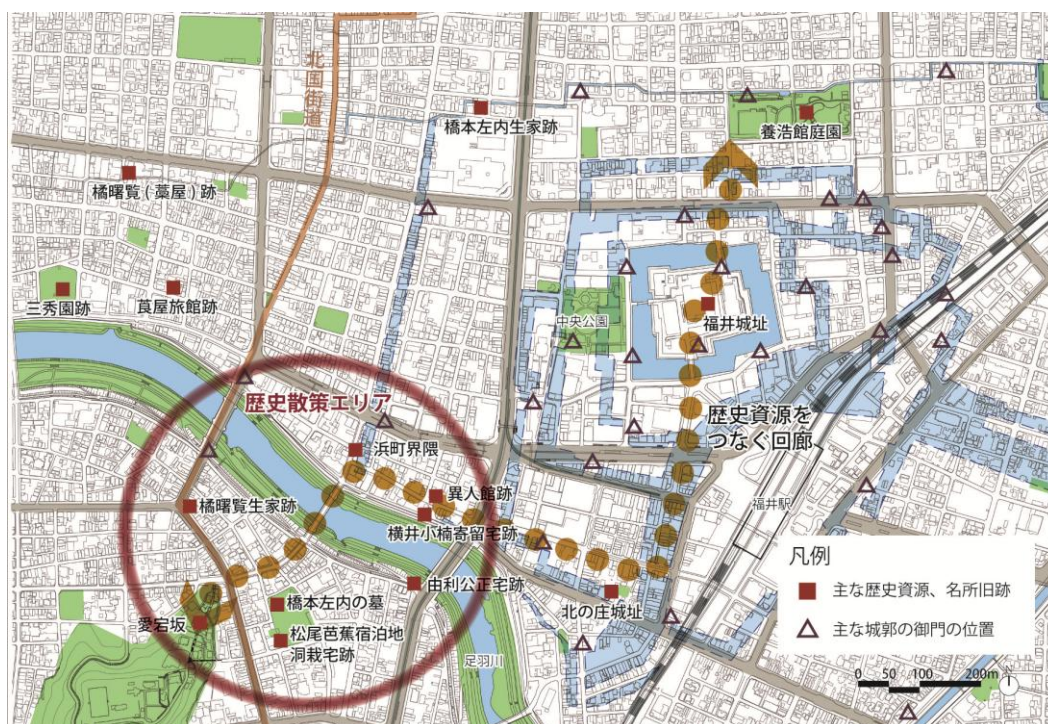 北国街道
橋本左内生家跡
養浩館庭園
橘曙覧(藁屋)跡
三秀園跡
莨屋旅館跡
中央公園
福井城址
歴史散策エリア
歴史資源を
つなぐ回廊
浜町界隈
異人館跡
橘曙覧生家跡
横井小楠寄留宅跡
福井駅
由利公正宅跡
北の庄城址
橋本左内の墓
愛宕坂
松尾芭蕉宿泊地
洞栽宅跡
足羽川
凡例
主な歴史資源、名所旧跡
主な城郭の御門の位置
0 50 100 200m
N